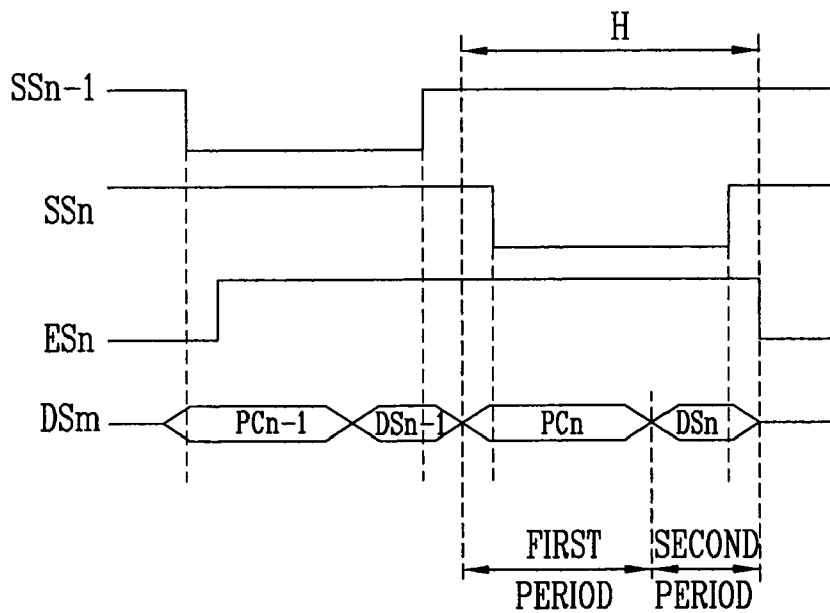 H
SSn-1
SSn
ESn
DSm
PCn-1
DSn-1
PCn
DSn
FIRST PERIOD
SECOND PERIOD